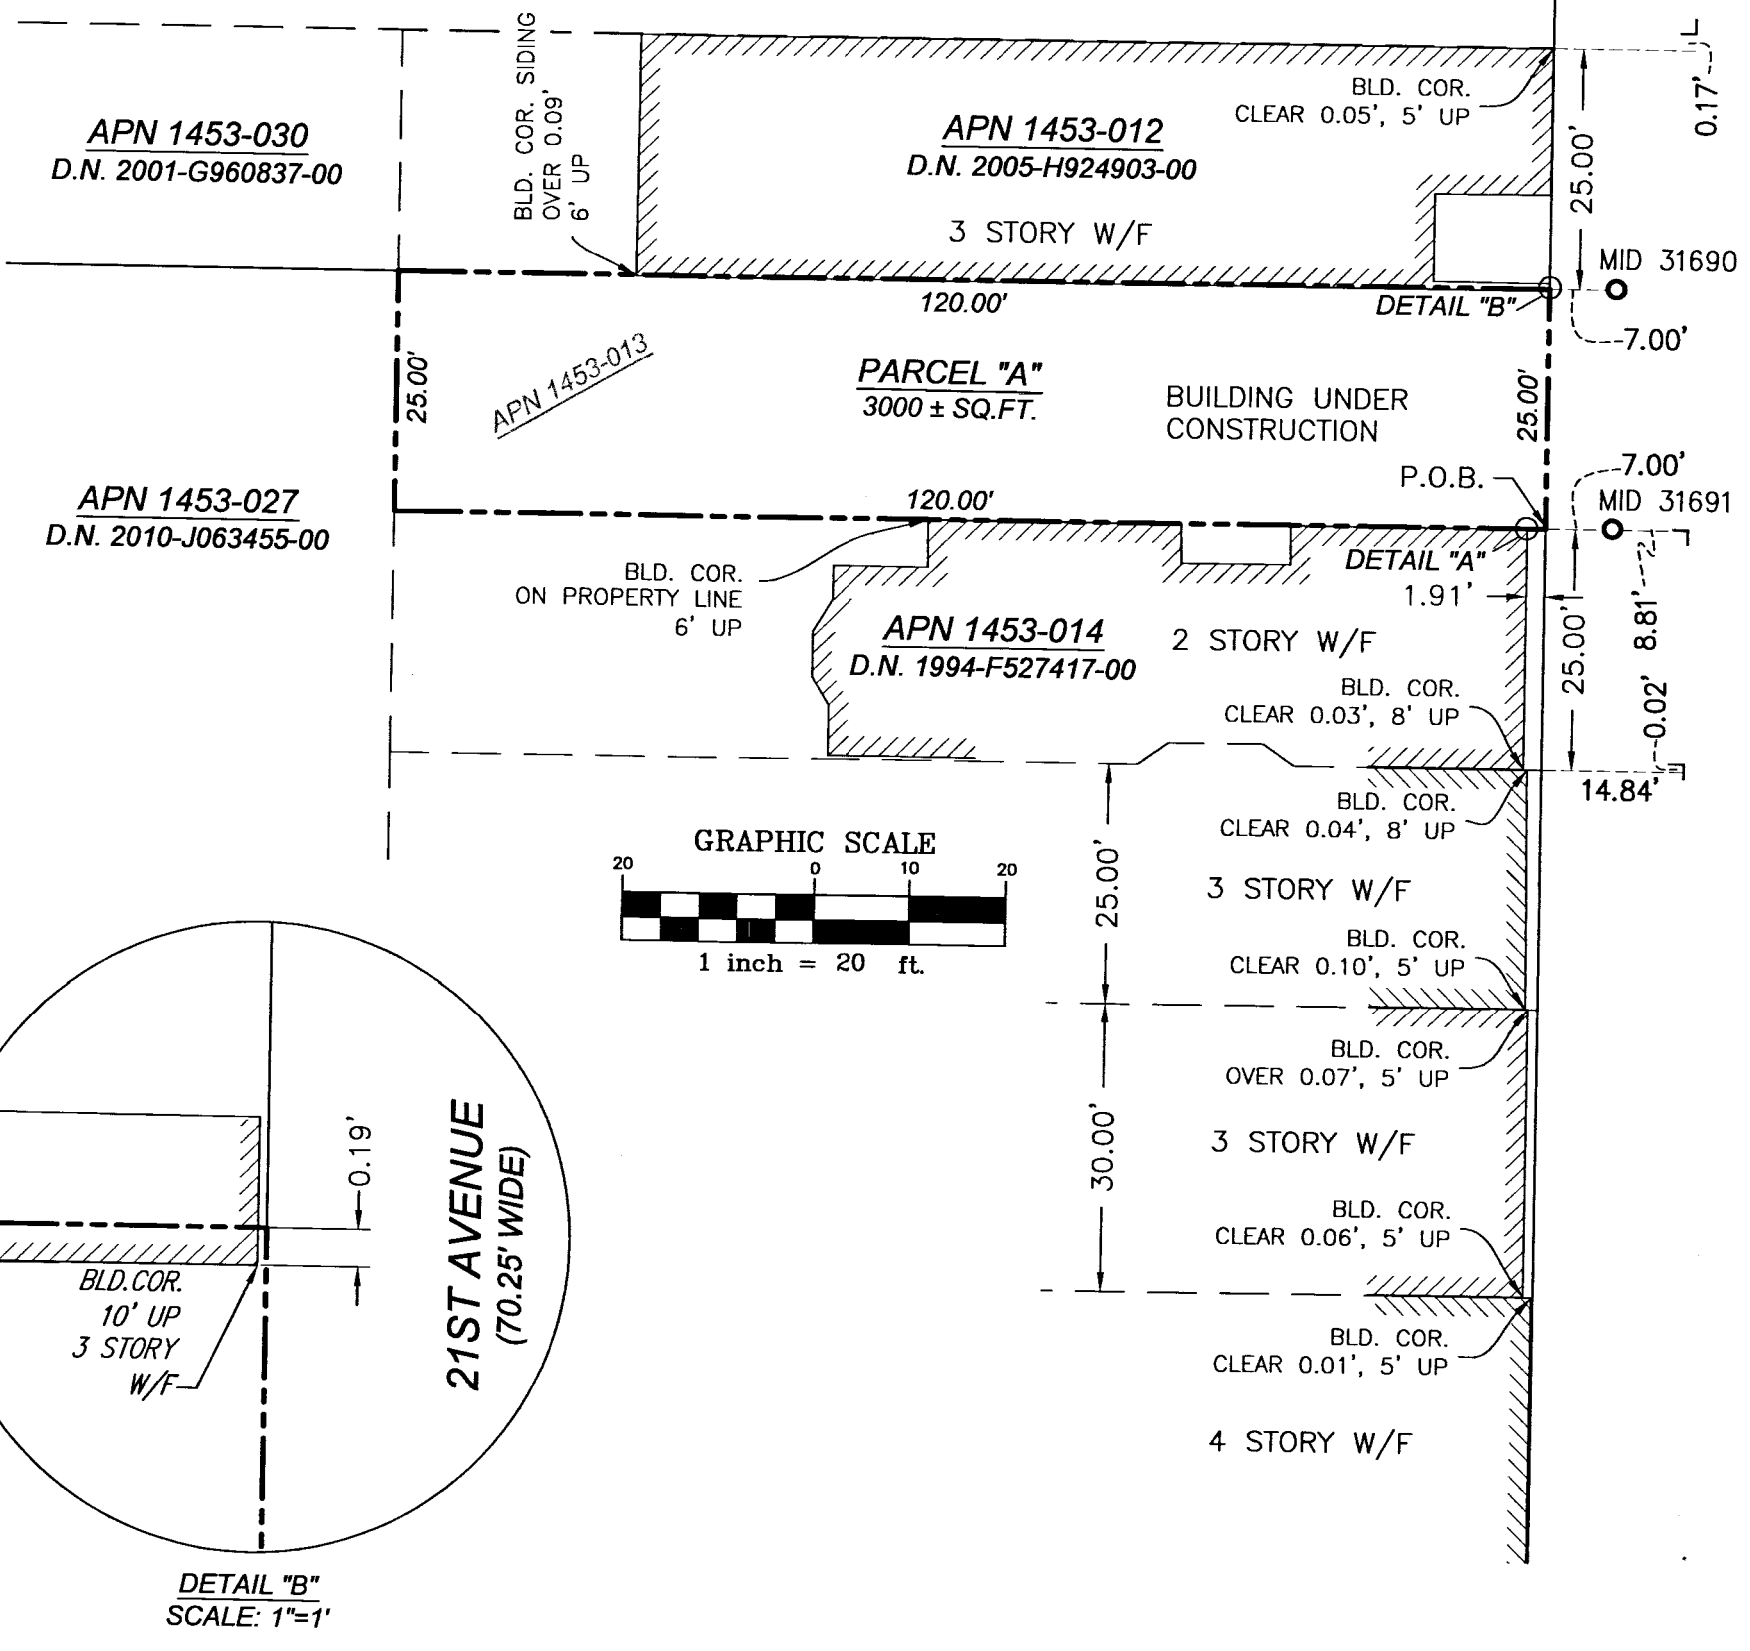 BLD. COR. SIDING
OVER 0.09'
6' UP
APN 1453-030
D.N. 2001-G960837-00
APN 1453-012
D.N. 2005-H924903-00
3 STORY W/F
BLD. COR.
CLEAR 0.05', 5' UP
25.00'
0.17'
MID 31690
7.00'
120.00'
DETAIL "B"
25.00'
APN 1453-013
PARCEL "A"
3000 ± SQ.FT.
BUILDING UNDER
CONSTRUCTION
25.00'
P.O.B.
7.00'
MID 31691
APN 1453-027
D.N. 2010-J063455-00
120.00'
DETAIL "A"
1.91'
BLD. COR.
ON PROPERTY LINE
6' UP
APN 1453-014
D.N. 1994-F527417-00
2 STORY W/F
25.00'
8.81'
0.02'
BLD. COR.
CLEAR 0.03', 8' UP
14.84'
BLD. COR.
CLEAR 0.04', 8' UP
GRAPHIC SCALE
20 0 10 20
1 inch = 20 ft.
25.00'
3 STORY W/F
BLD. COR.
CLEAR 0.10', 5' UP
BLD. COR.
OVER 0.07', 5' UP
30.00'
3 STORY W/F
BLD. COR.
CLEAR 0.06', 5' UP
BLD. COR.
CLEAR 0.01', 5' UP
4 STORY W/F
0.19'
21ST AVENUE
(70.25' WIDE)
BLD.COR.
10' UP
3 STORY
W/F
DETAIL "B"
SCALE: 1"=1'